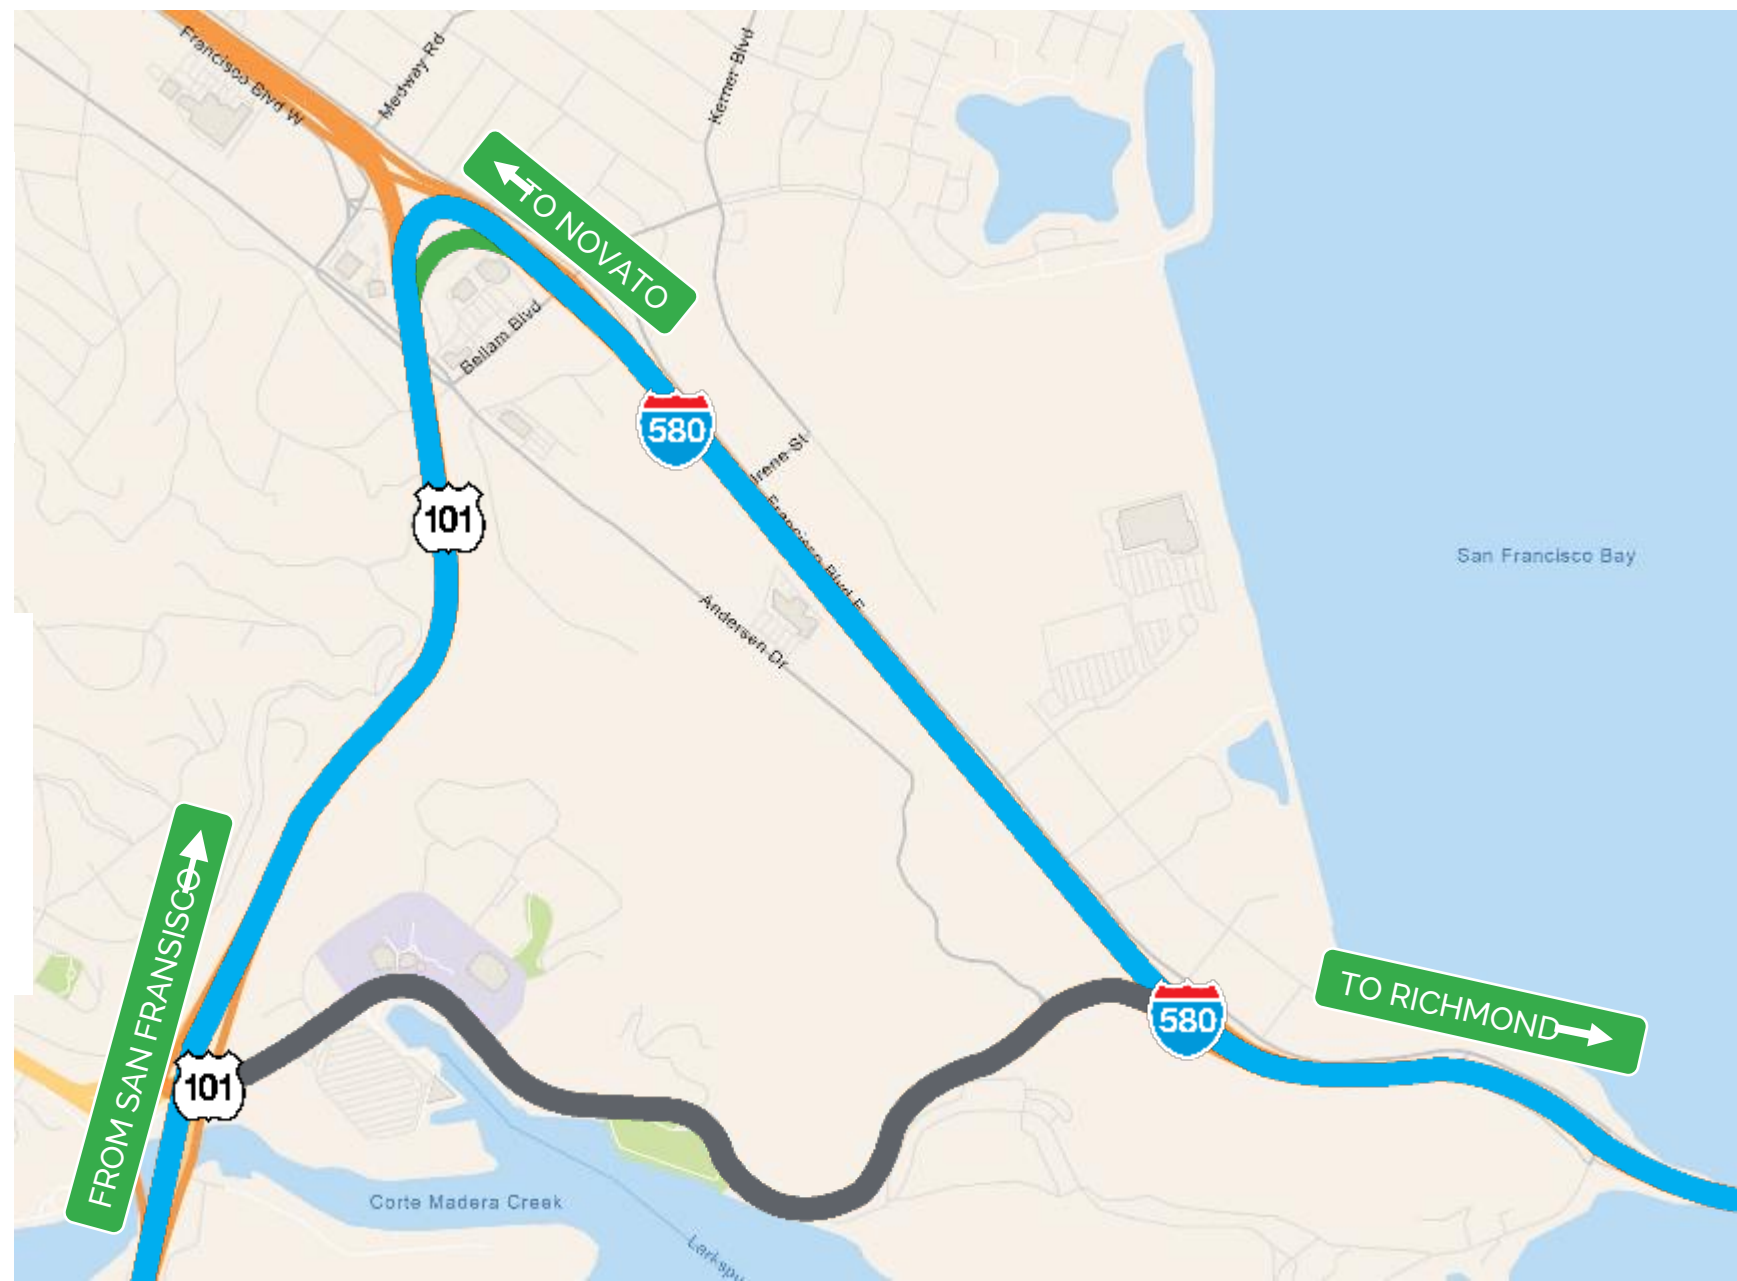 Francisco Blvd W
Medway Rd
Kerner Blvd
TO NOVATO
Bellam Blvd
580
101
Irene St
Francisco Blvd E
San Francisco Bay
Andersen Dr
FROM SAN FRANSISCO
TO RICHMOND
580
101
Corte Madera Creek
Larkspu